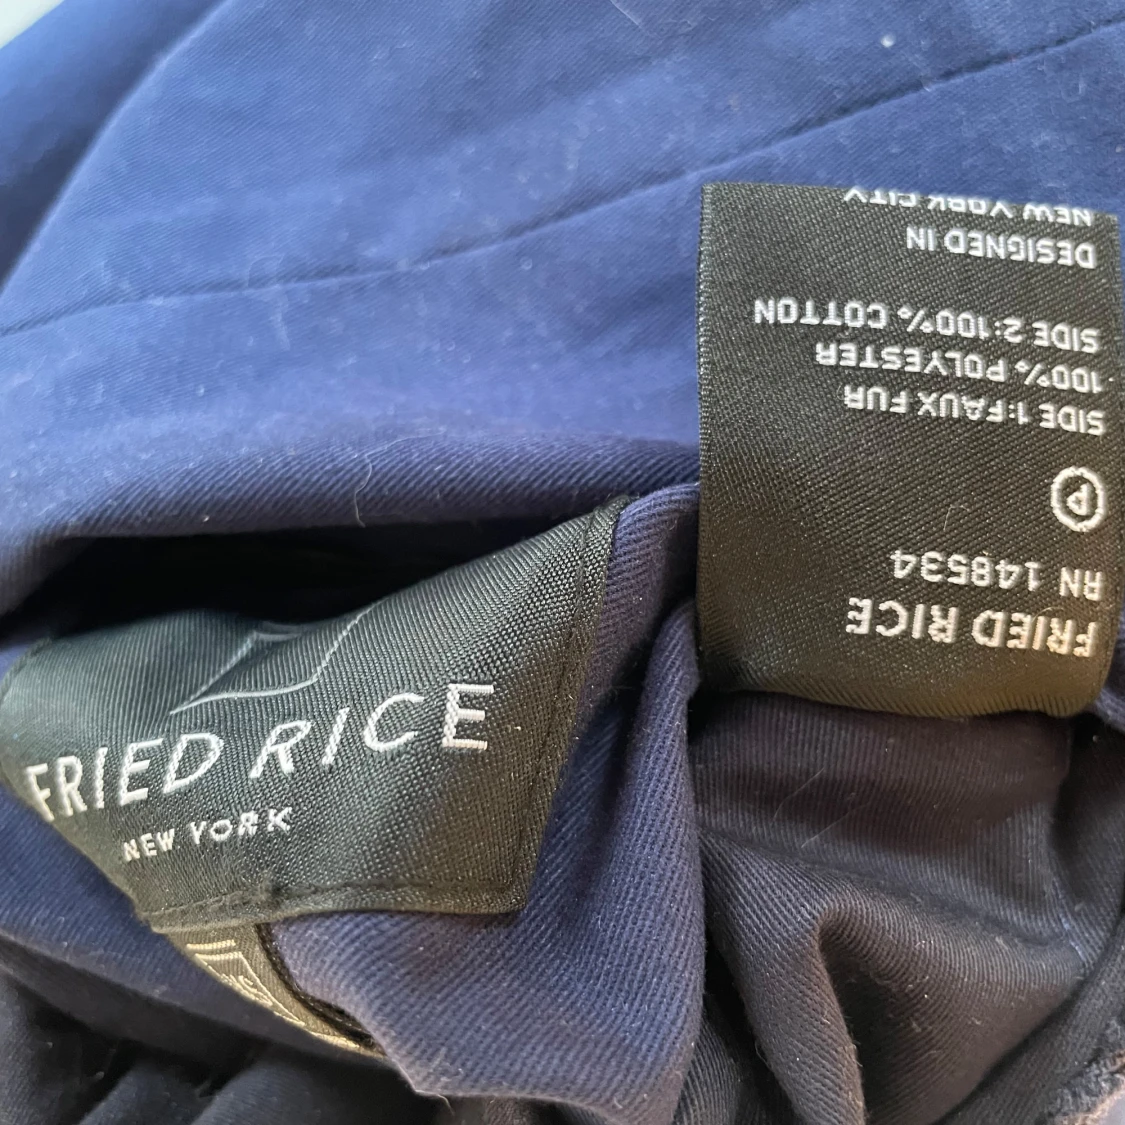 FRIED RICE
NEW YORK
FRIED RICE
RN 148534
P
SIDE 1:FAUX FUR
100% POLYESTER
SIDE 2:100% COTTON
DESIGNED IN
NEW YORK CITY